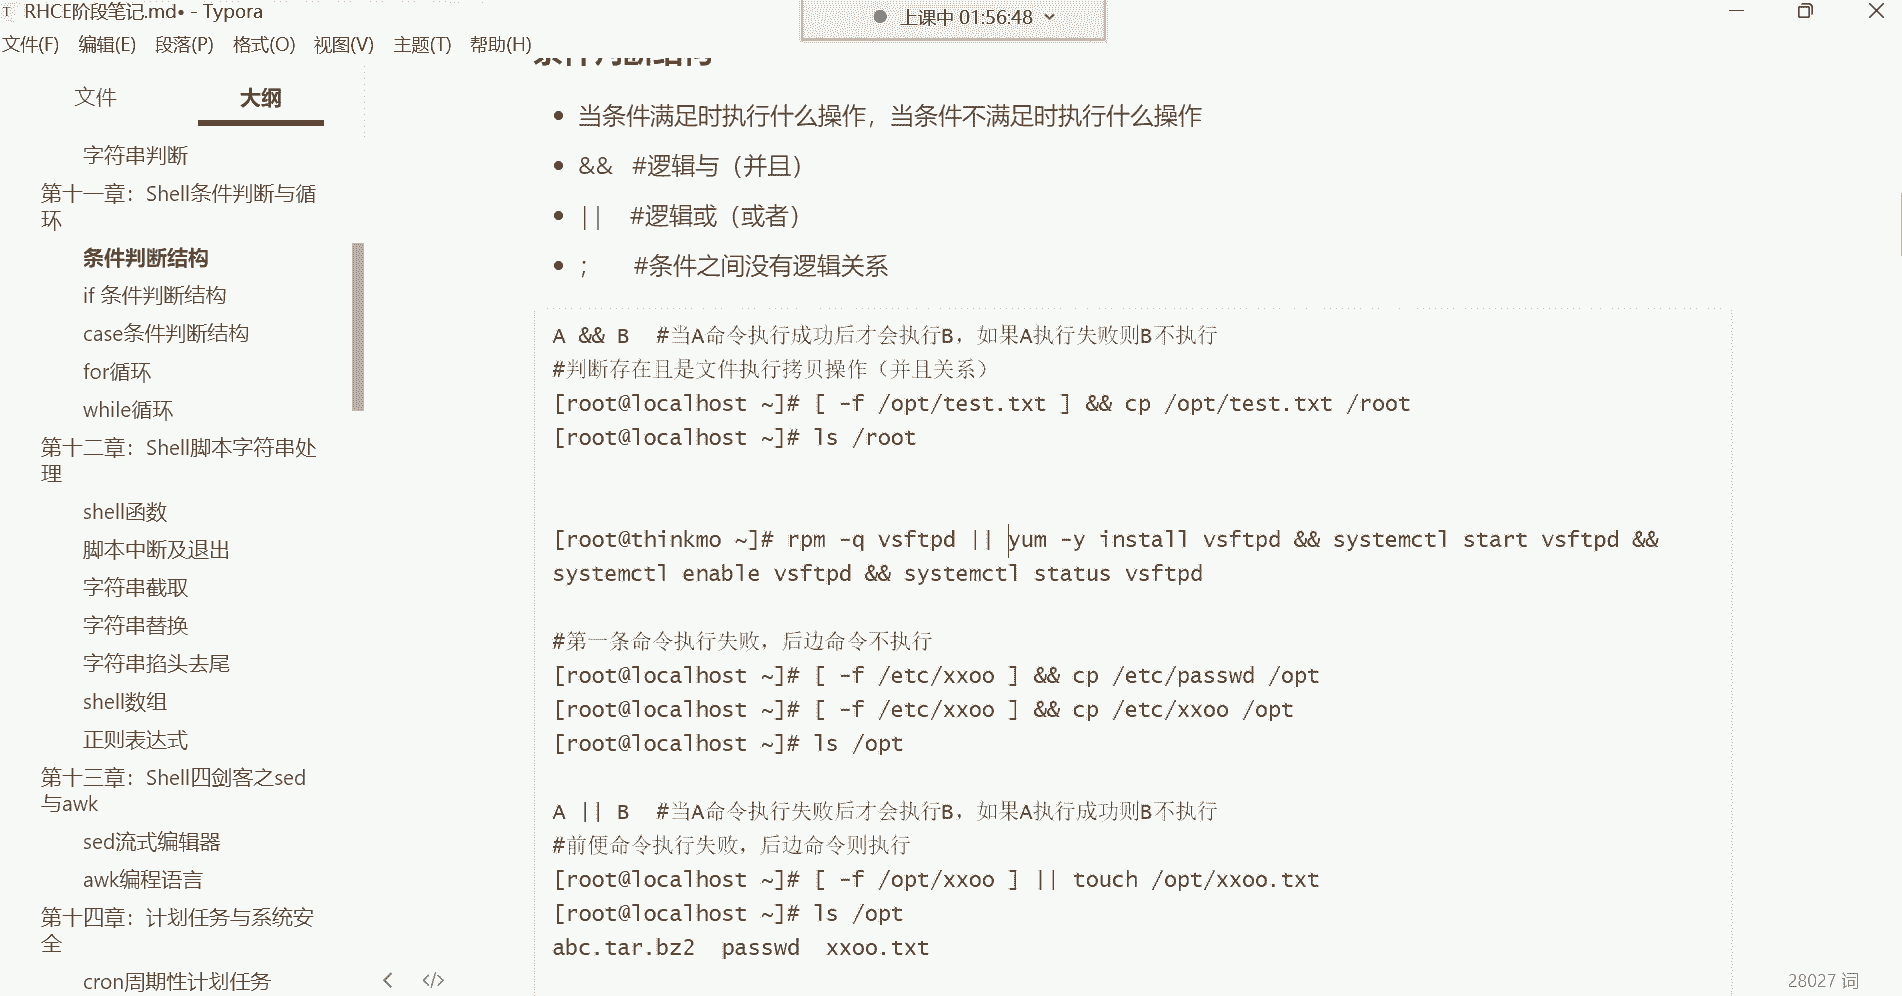 RHCE阶段笔记.md• - Typora
上课中 01:56:48
文件(F) 编辑(E) 段落(P) 格式(O) 视图(V) 主题(T) 帮助(H)
文件 大纲
字符串判断
第十一章：Shell条件判断与循
环
条件判断结构
if 条件判断结构
case条件判断结构
for循环
while循环
第十二章：Shell脚本字符串处
理
shell函数
脚本中断及退出
字符串截取
字符串替换
字符串掐头去尾
shell数组
正则表达式
第十三章：Shell四剑客之sed
与awk
sed流式编辑器
awk编程语言
第十四章：计划任务与系统安
全
cron周期性计划任务
条件判断结构
• 当条件满足时执行什么操作，当条件不满足时执行什么操作
• && #逻辑与（并且）
• || #逻辑或（或者）
• ; #条件之间没有逻辑关系
A && B #当A命令执行成功后才会执行B，如果A执行失败则B不执行
#判断存在且是文件执行拷贝操作（并且关系）
[root@localhost ~]# [ -f /opt/test.txt ] && cp /opt/test.txt /root
[root@localhost ~]# ls /root
[root@thinkmo ~]# rpm -q vsftpd || yum -y install vsftpd && systemctl start vsftpd &&
systemctl enable vsftpd && systemctl status vsftpd
#第一条命令执行失败，后边命令不执行
[root@localhost ~]# [ -f /etc/xxoo ] && cp /etc/passwd /opt
[root@localhost ~]# [ -f /etc/xxoo ] && cp /etc/xxoo /opt
[root@localhost ~]# ls /opt
A || B #当A命令执行失败后才会执行B，如果A执行成功则B不执行
#前便命令执行失败，后边命令则执行
[root@localhost ~]# [ -f /opt/xxoo ] || touch /opt/xxoo.txt
[root@localhost ~]# ls /opt
abc.tar.bz2 passwd xxoo.txt
28027 词